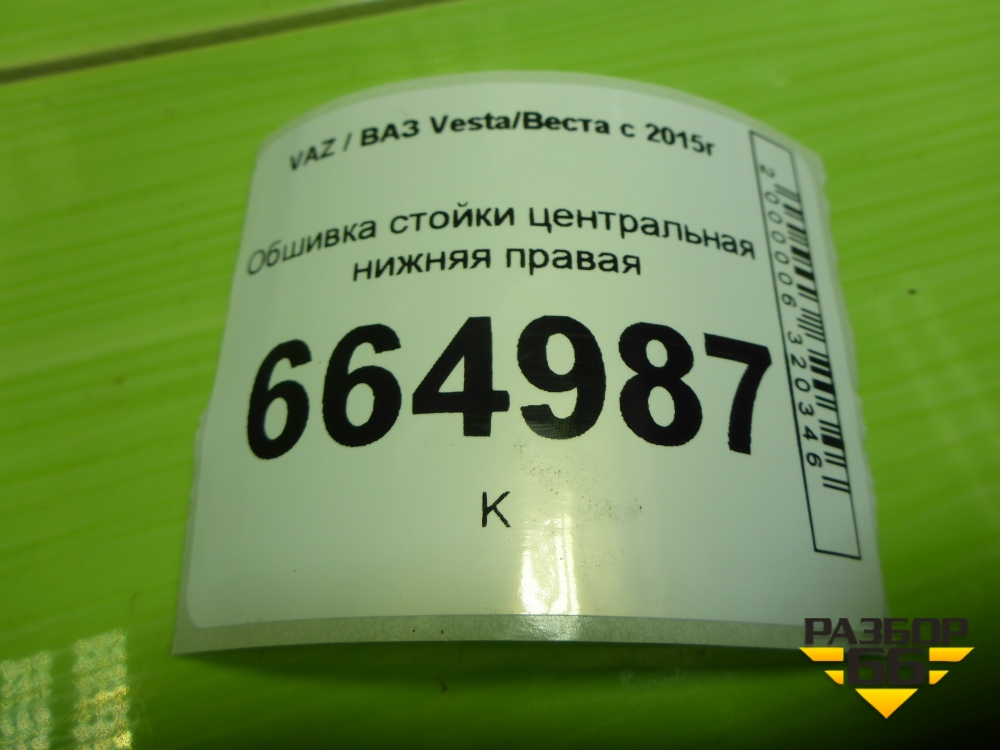 VAZ / ВАЗ Vesta/Веста с 2015г
Обшивка стойки центральная
нижняя правая
664987
К
2000006320346
РАЗБОР
66